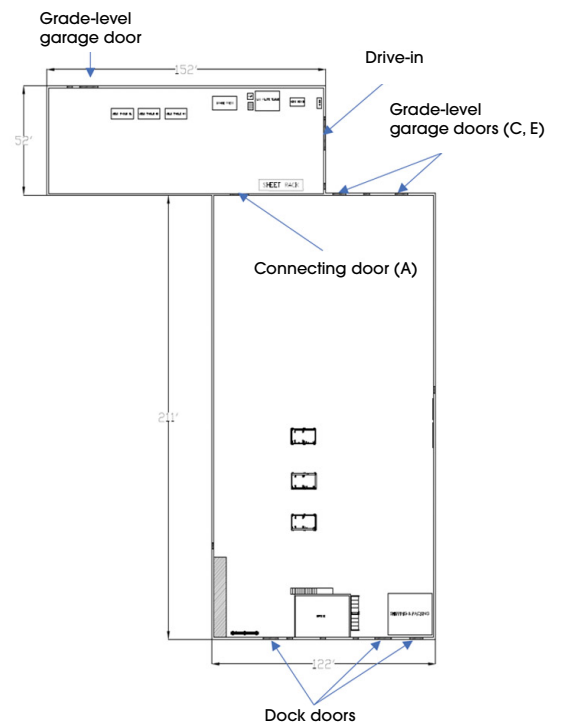 Grade-level
garage door
Drive-in
Grade-level
garage doors (C, E)
152'
52'
SHEET RACK
Connecting door (A)
211'
122'
Dock doors